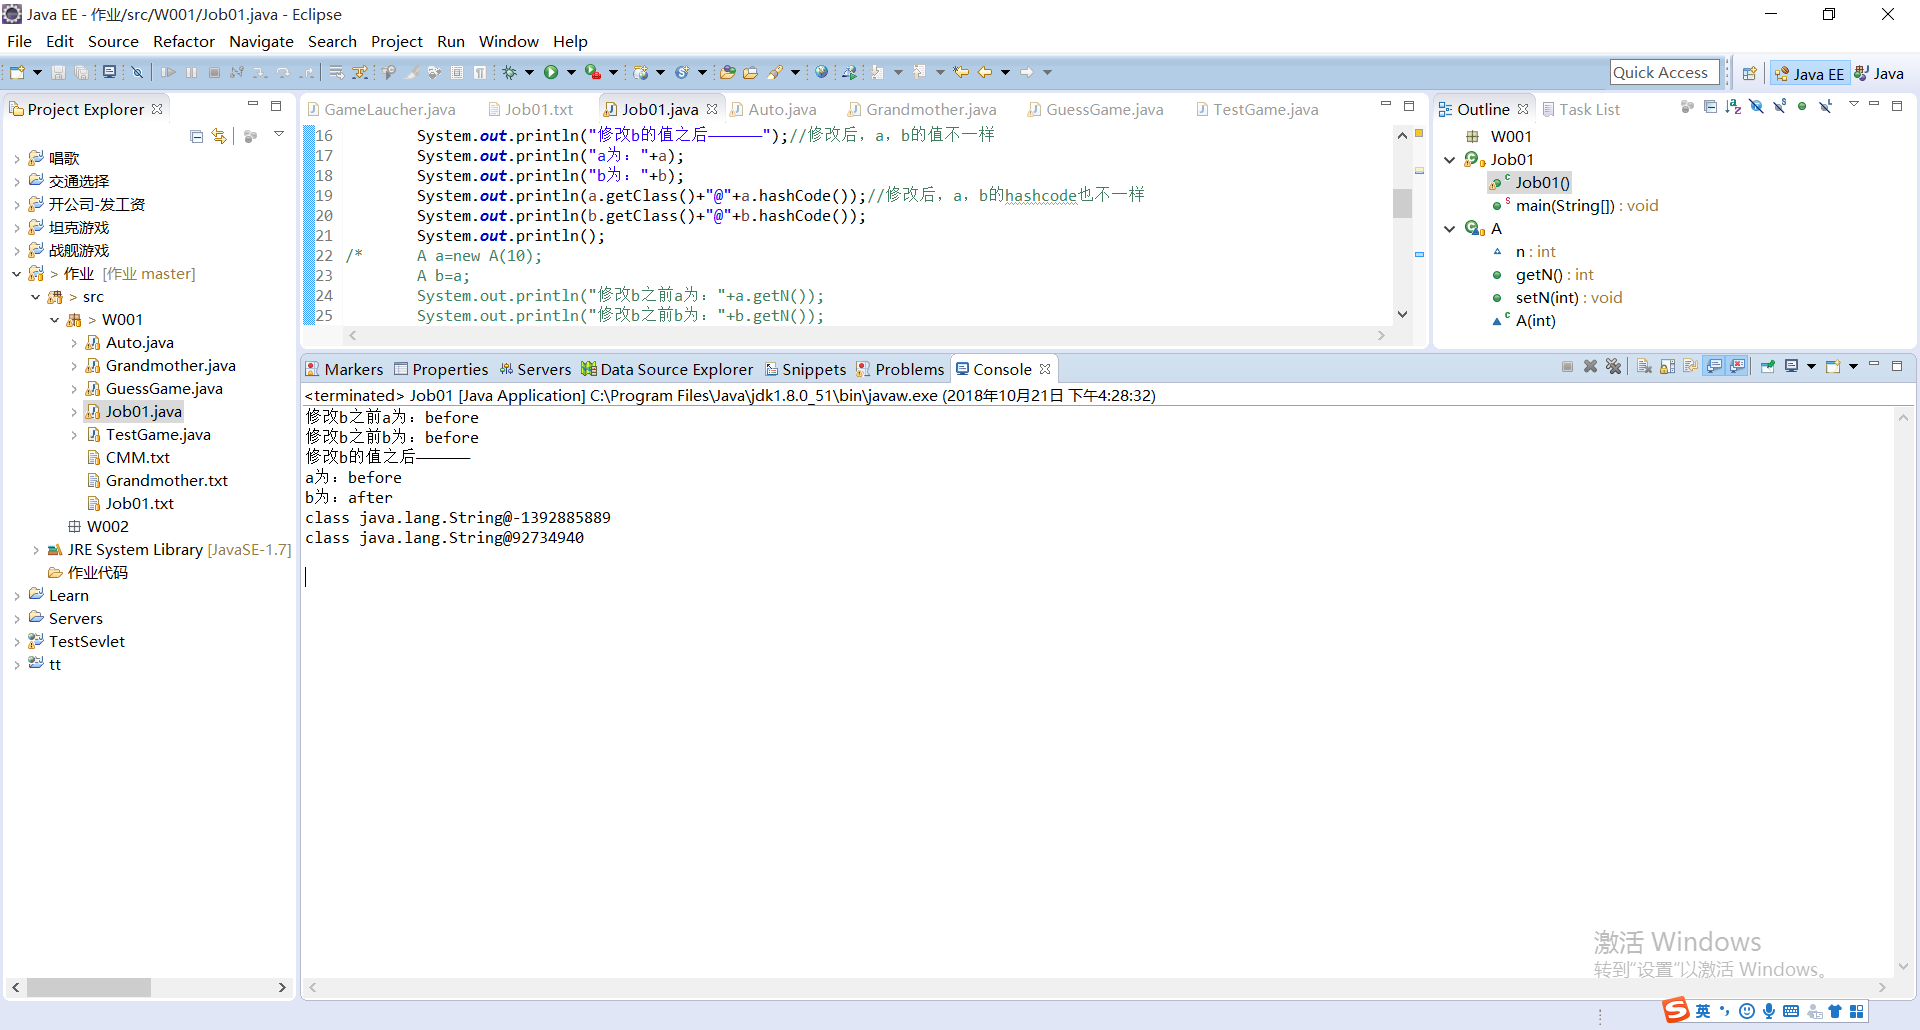 Java EE - 作业/src/W001/Job01.java - Eclipse
File Edit Source Refactor Navigate Search Project Run Window Help
Quick Access
Java EE
Java
Project Explorer
唱歌
交通选择
开公司-发工资
坦克游戏
战舰游戏
> 作业 [作业 master]
> src
> W001
Auto.java
Grandmother.java
GuessGame.java
Job01.java
TestGame.java
CMM.txt
Grandmother.txt
Job01.txt
W002
JRE System Library [JavaSE-1.7]
作业代码
Learn
Servers
TestSevlet
tt
GameLaucher.java Job01.txt Job01.java Auto.java Grandmother.java GuessGame.java TestGame.java
16 System.out.println("修改b的值之后——————");//修改后，a，b的值不一样
17 System.out.println("a为："+a);
18 System.out.println("b为："+b);
19 System.out.println(a.getClass()+"@"+a.hashCode());//修改后，a，b的hashcode也不一样
20 System.out.println(b.getClass()+"@"+b.hashCode());
21 System.out.println();
22 /* A a=new A(10);
23 A b=a;
24 System.out.println("修改b之前a为："+a.getN());
25 System.out.println("修改b之前b为："+b.getN());
Outline Task List
W001
Job01
Job01()
main(String[]) : void
A
n : int
getN() : int
setN(int) : void
A(int)
Markers Properties Servers Data Source Explorer Snippets Problems Console
<terminated> Job01 [Java Application] C:\Program Files\Java\jdk1.8.0_51\bin\javaw.exe (2018年10月21日 下午4:28:32)
修改b之前a为：before
修改b之前b为：before
修改b的值之后——————
a为：before
b为：after
class java.lang.String@-1392885889
class java.lang.String@92734940
激活 Windows
转到"设置"以激活 Windows。
英